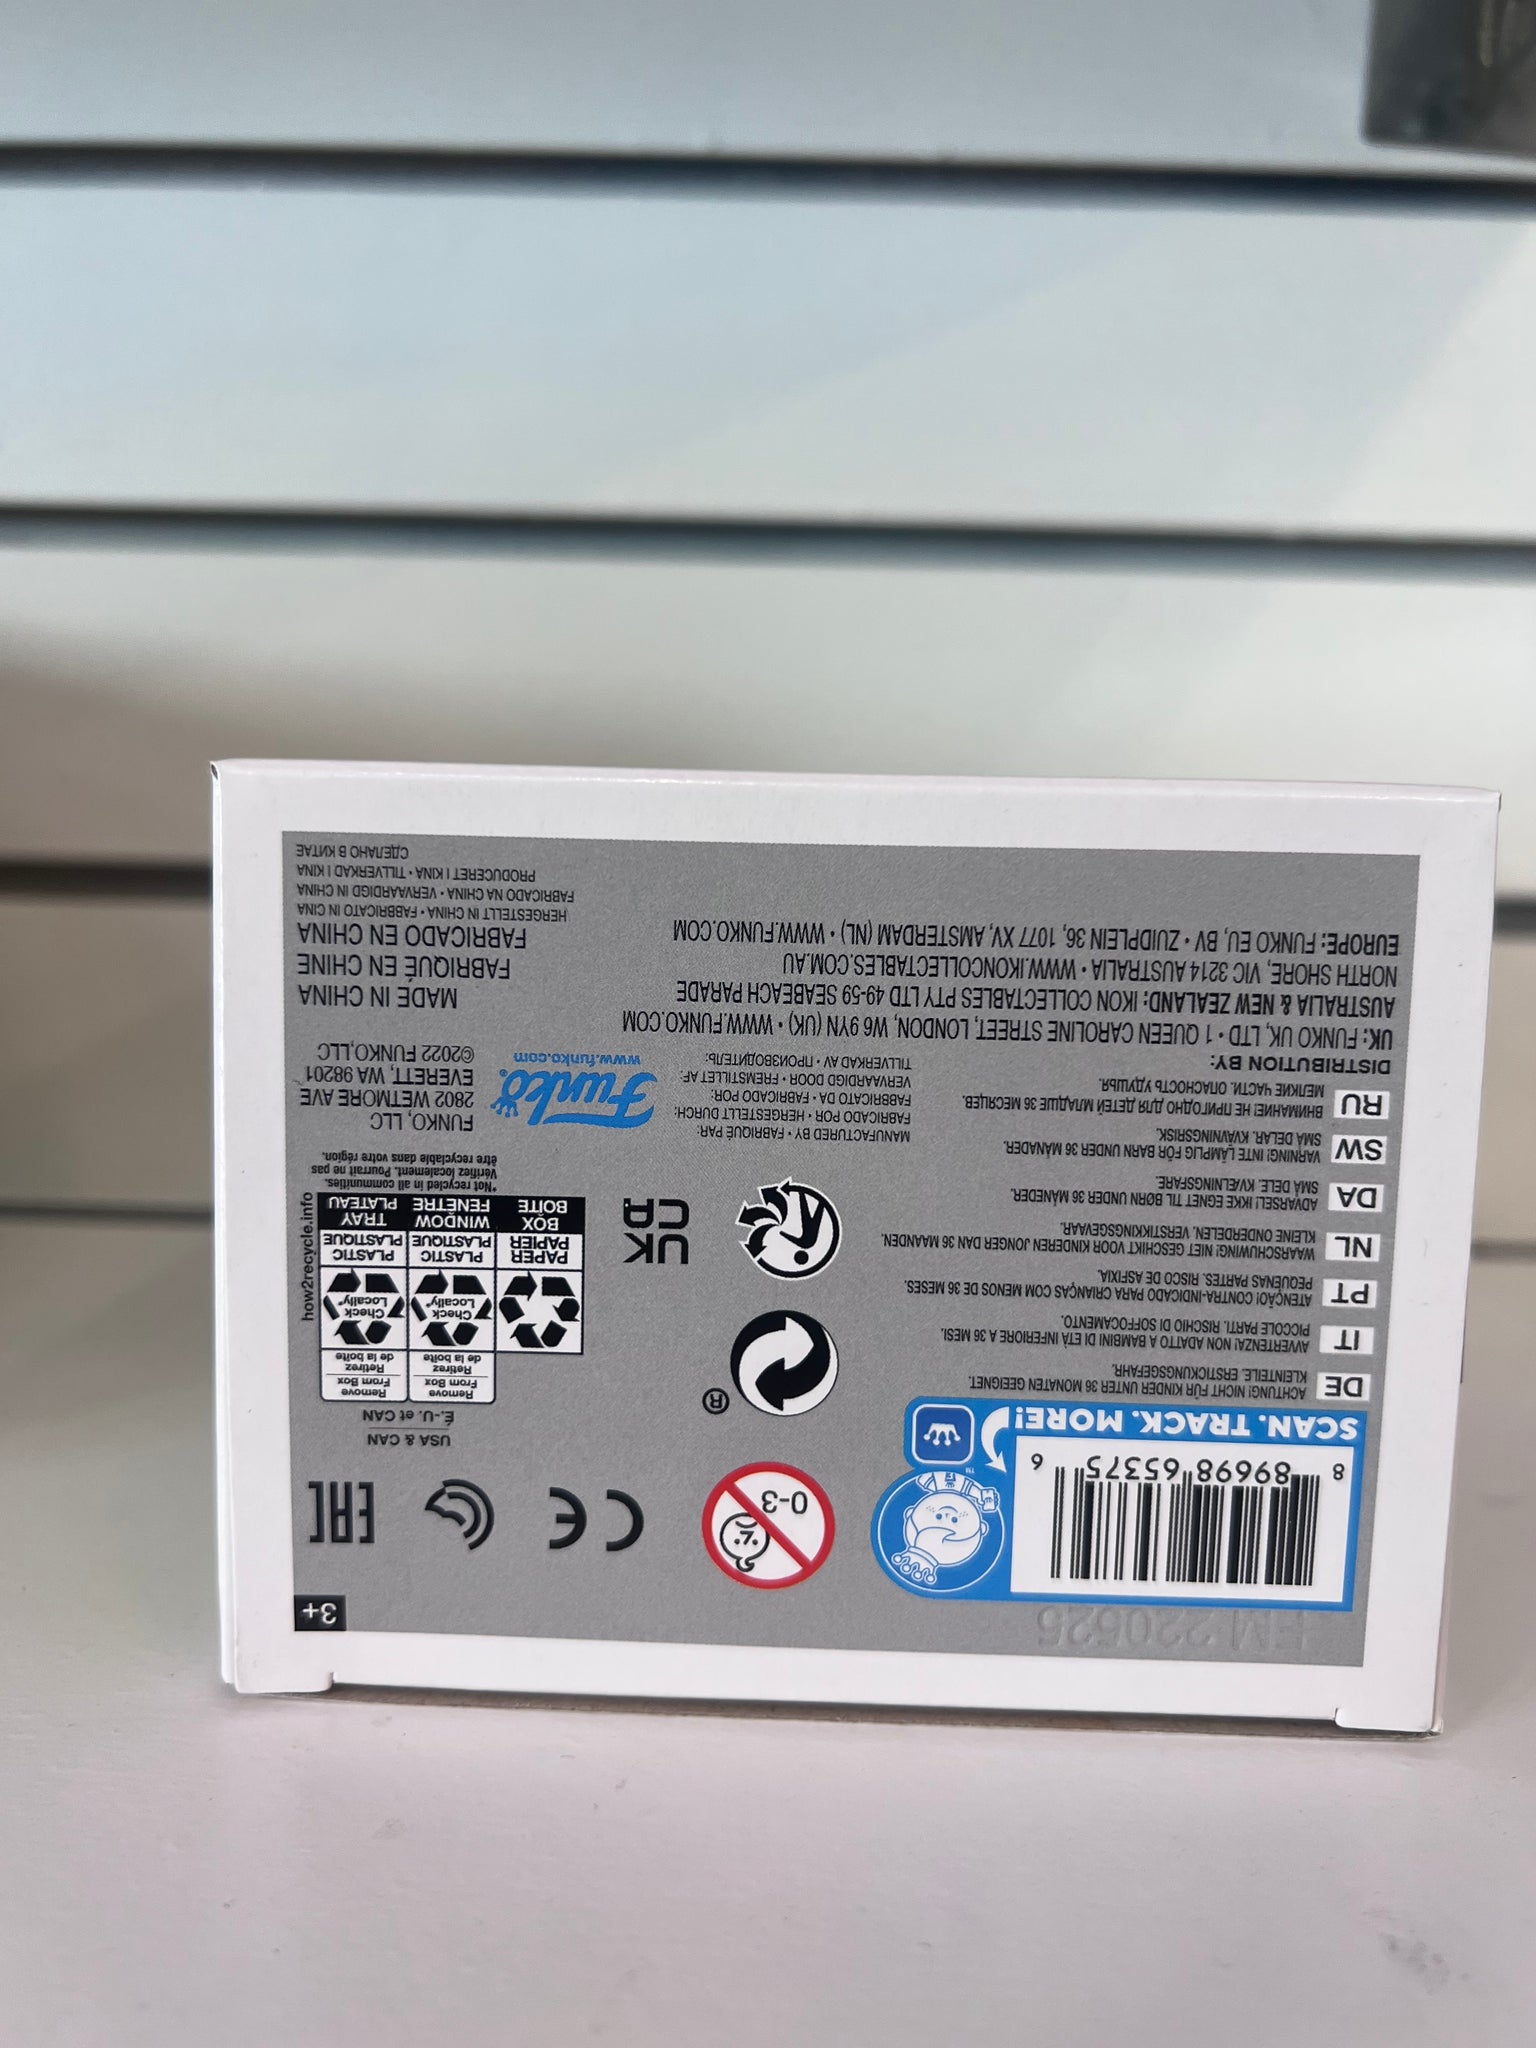 EM 220525
8 89698 65375 6
SCAN. TRACK. MORE!
TM
0-3
CE
EAC
3+
DE ACHTUNG! NICHT FÜR KINDER UNTER 36 MONATEN GEEIGNET.
KLEINTEILE. ERSTICKUNGSGEFAHR.
IT AVVERTENZA! NON ADATTO A BAMBINI DI ETÀ INFERIORE A 36 MESI.
PICCOLE PARTI. RISCHIO DI SOFFOCAMENTO.
PT ATENÇÃO! CONTRA-INDICADO PARA CRIANÇAS COM MENOS DE 36 MESES.
PEQUENAS PARTES. RISCO DE ASFIXIA.
NL WAARSCHUWING! NIET GESCHIKT VOOR KINDEREN JONGER DAN 36 MAANDEN.
KLEINE ONDERDELEN. VERSTIKKINGSGEVAAR.
DA ADVARSEL! IKKE EGNET TIL BØRN UNDER 36 MÅNEDER.
SMÅ DELE. KVÆLNINGSFARE.
SW VARNING! INTE LÄMPLIG FÖR BARN UNDER 36 MÅNADER.
SMÅ DELAR. KVÄVNINGSRISK.
RU ВНИМАНИЕ! НЕ ПРИГОДНО ДЛЯ ДЕТЕЙ МЛАДШЕ 36 МЕСЯЦЕВ.
МЕЛКИЕ ЧАСТИ. ОПАСНОСТЬ УДУШЬЯ.
®
UK
CA
USA & CAN
É.-U. et CAN
Remove
From Box
Retirez
de la boîte
Remove
From Box
Retirez
de la boîte
Check
Locally*
Check
Locally*
PAPER
PAPIER
BOX
BOÎTE
PLASTIC
PLASTIQUE
WINDOW
FENÊTRE
PLASTIC
PLASTIQUE
TRAY
PLATEAU
how2recycle.info
*Not recycled in all communities.
Vérifiez localement. Pourrait ne pas
être recyclable dans votre région.
MANUFACTURED BY • FABRIQUÉ PAR:
FABRICADO POR • HERGESTELLT DURCH:
FABBRICATO DA • FABRICADO POR:
VERVAARDIGD DOOR • FREMSTILLET AF:
TILLVERKAD AV • ПРОИЗВОДИТЕЛЬ:
Funko®
www.funko.com
FUNKO, LLC
2802 WETMORE AVE
EVERETT, WA 98201
©2022 FUNKO,LLC
DISTRIBUTION BY:
UK: FUNKO UK, LTD • 1 QUEEN CAROLINE STREET, LONDON, W6 9YN (UK) • WWW.FUNKO.COM
AUSTRALIA & NEW ZEALAND: IKON COLLECTABLES PTY LTD 49-59 SEABEACH PARADE
NORTH SHORE, VIC 3214 AUSTRALIA • WWW.IKONCOLLECTABLES.COM.AU
EUROPE: FUNKO EU, BV • ZUIDPLEIN 36, 1077 XV, AMSTERDAM (NL) • WWW.FUNKO.COM
MADE IN CHINA
FABRIQUÉ EN CHINE
FABRICADO EN CHINA
HERGESTELLT IN CHINA • FABBRICATO IN CINA
FABRICADO NA CHINA • VERVAARDIGD IN CHINA
PRODUCERET I KINA • TILLVERKAD I KINA
СДЕЛАНО В КИТАЕ